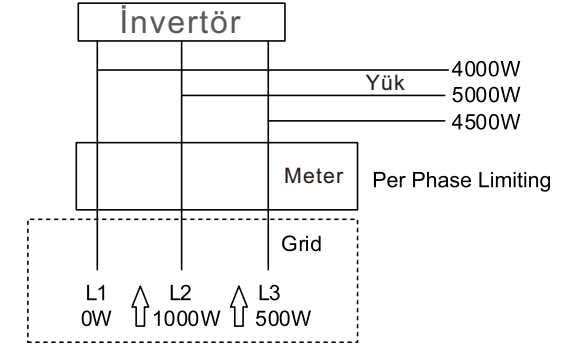 İnvertör
4000W
Yük
5000W
4500W
Meter
Per Phase Limiting
Grid
L1 L2 L3
0W 1000W 500W